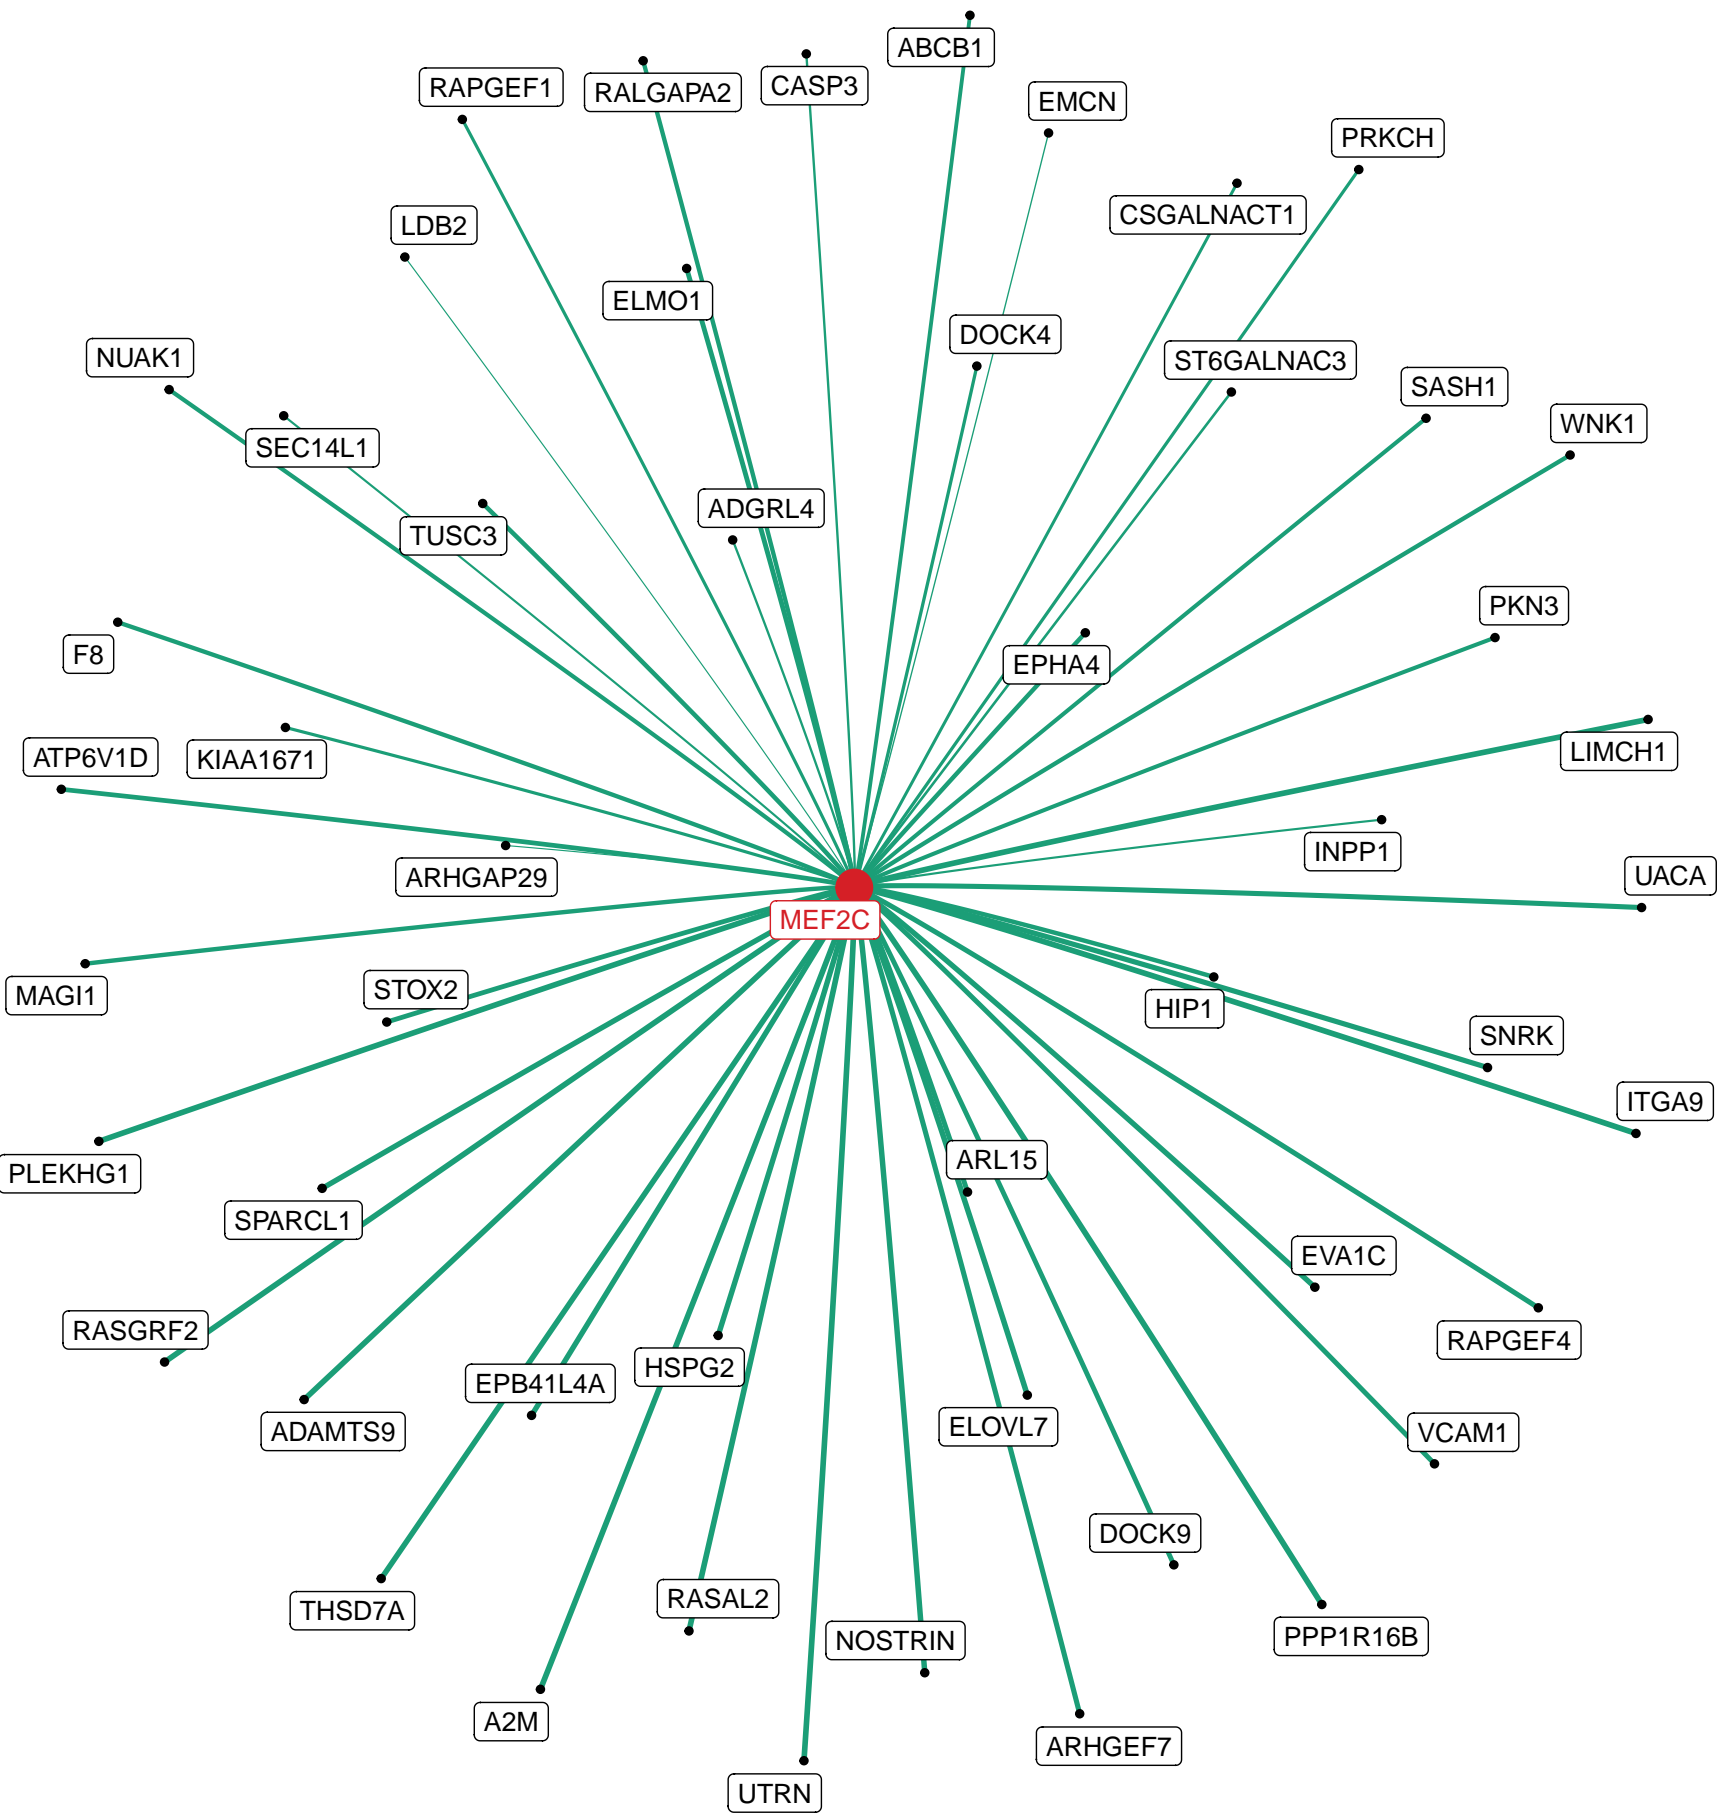 ABCB1
RAPGEF1
RALGAPA2
CASP3
EMCN
PRKCH
CSGALNACT1
LDB2
ELMO1
DOCK4
NUAK1
ST6GALNAC3
SASH1
WNK1
SEC14L1
TUSC3
ADGRL4
PKN3
F8
EPHA4
ATP6V1D
KIAA1671
LIMCH1
INPP1
ARHGAP29
UACA
MEF2C
MAGI1
STOX2
HIP1
SNRK
ITGA9
PLEKHG1
ARL15
SPARCL1
EVA1C
RASGRF2
RAPGEF4
HSPG2
EPB41L4A
ELOVL7
ADAMTS9
VCAM1
DOCK9
RASAL2
THSD7A
NOSTRIN
PPP1R16B
A2M
ARHGEF7
UTRN